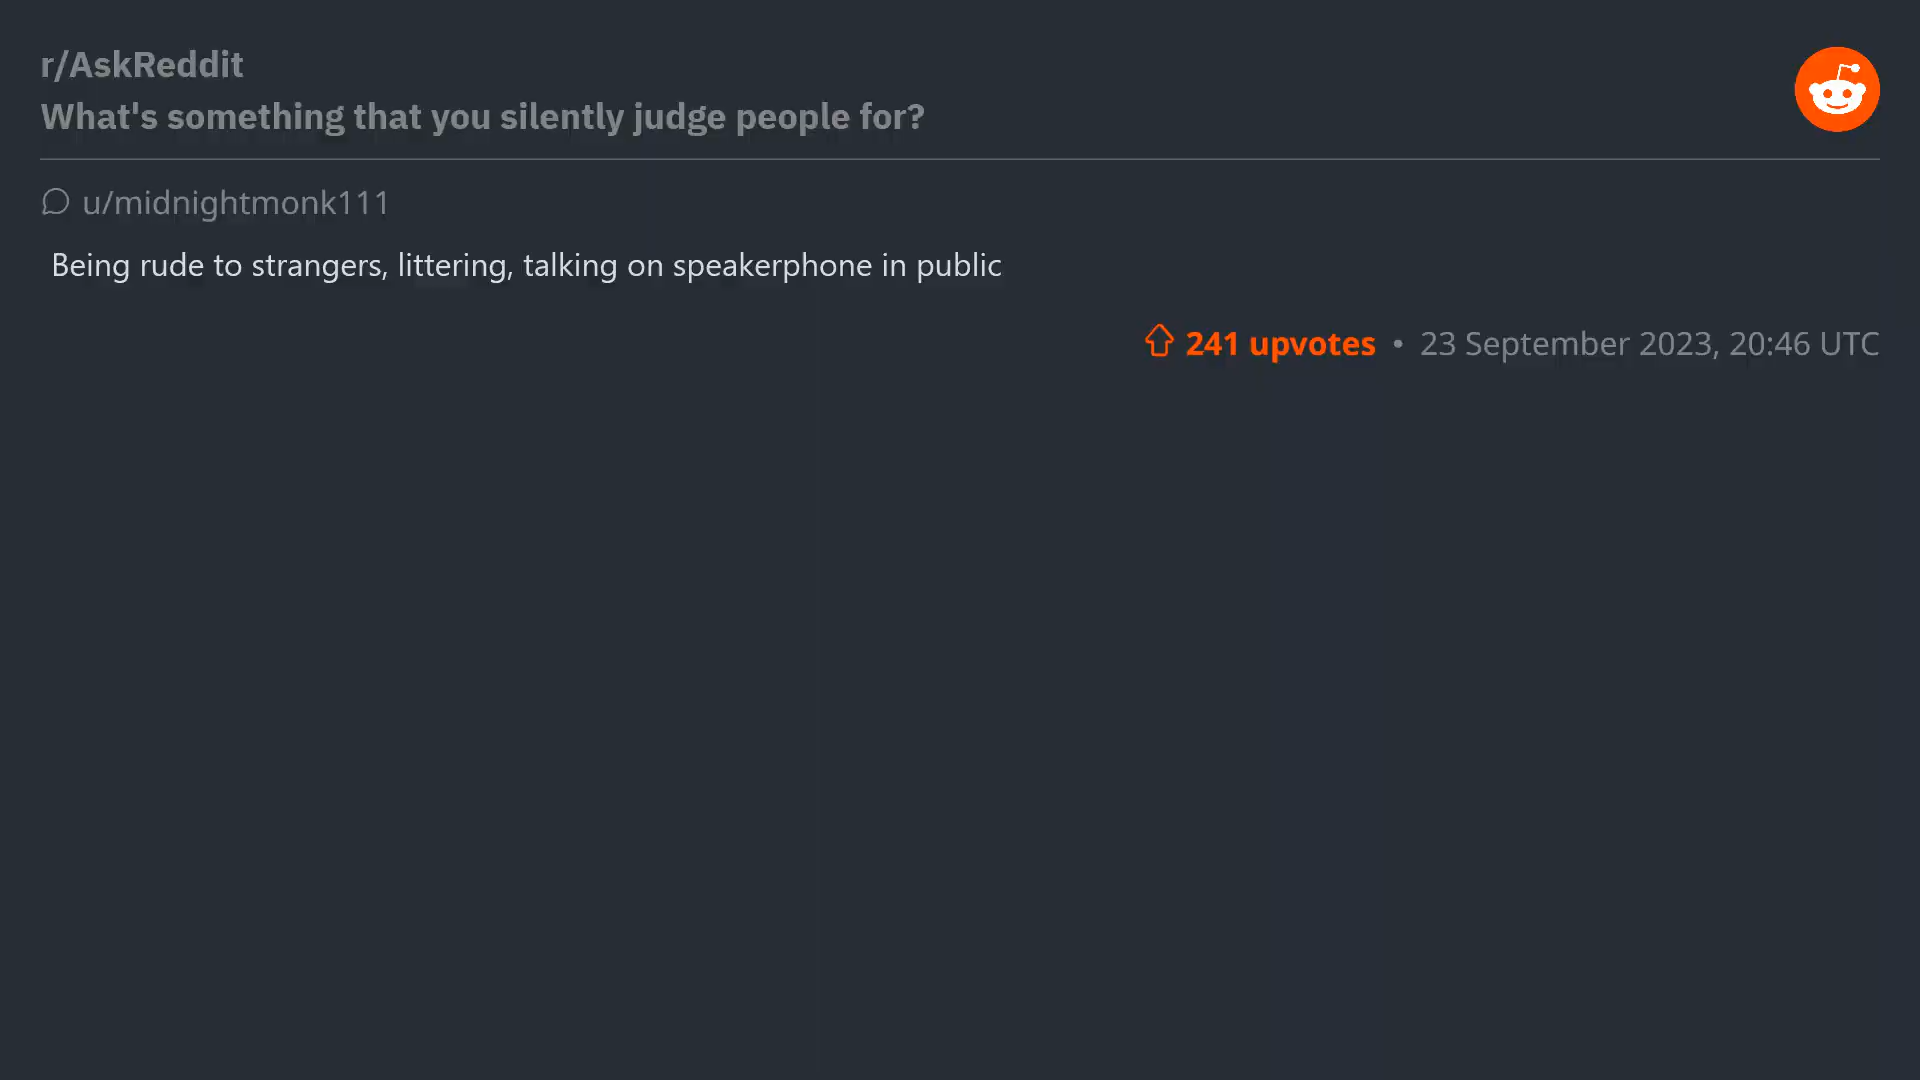 r/AskReddit
What's something that you silently judge people for?
u/midnightmonk111
Being rude to strangers, littering, talking on speakerphone in public
241 upvotes • 23 September 2023, 20:46 UTC